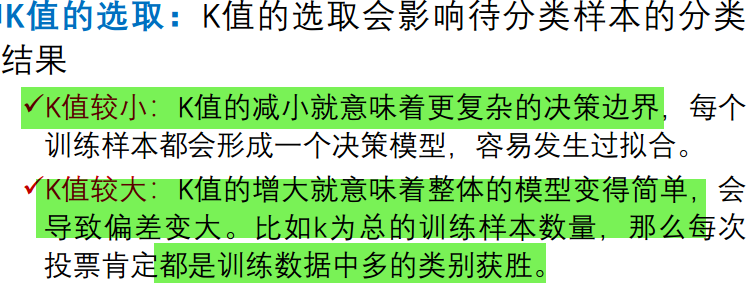 K值的选取：K值的选取会影响待分类样本的分类
结果
✓K值较小：K值的减小就意味着更复杂的决策边界，每个
训练样本都会形成一个决策模型，容易发生过拟合。
✓K值较大：K值的增大就意味着整体的模型变得简单，会
导致偏差变大。比如k为总的训练样本数量，那么每次
投票肯定都是训练数据中多的类别获胜。